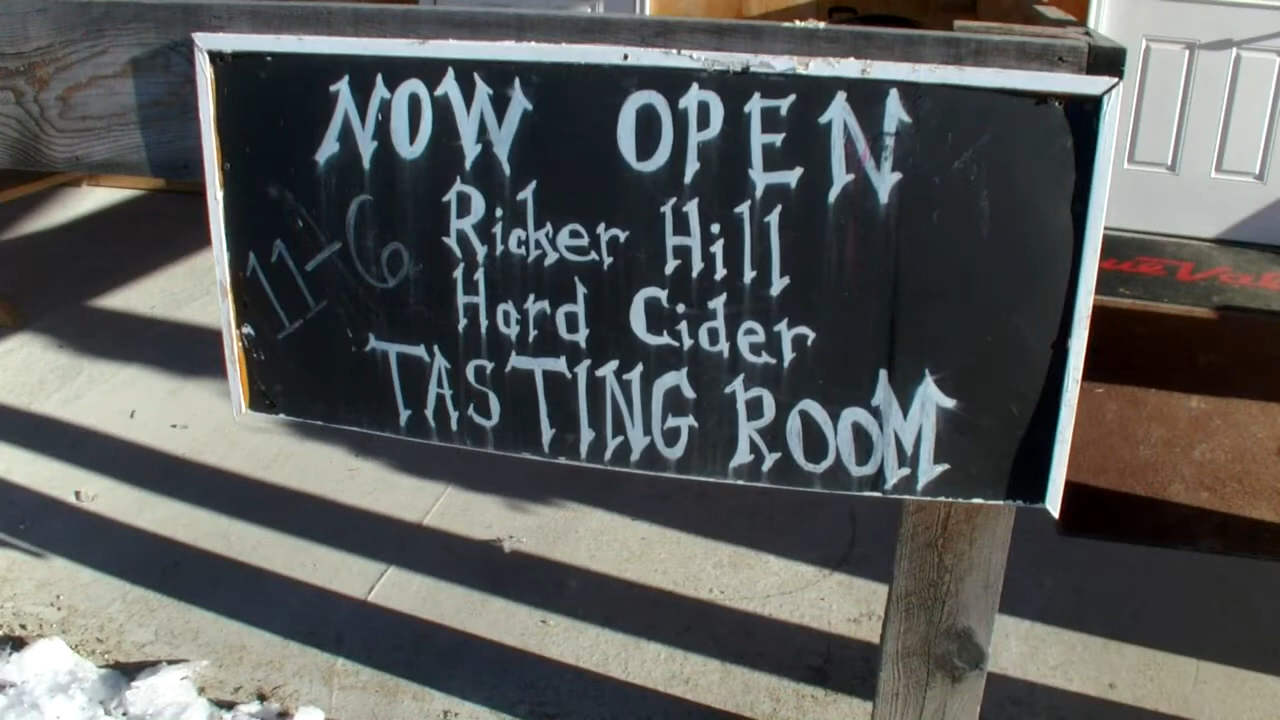 NOW OPEN
11-6
Ricker Hill
Hard Cider
TASTING ROOM